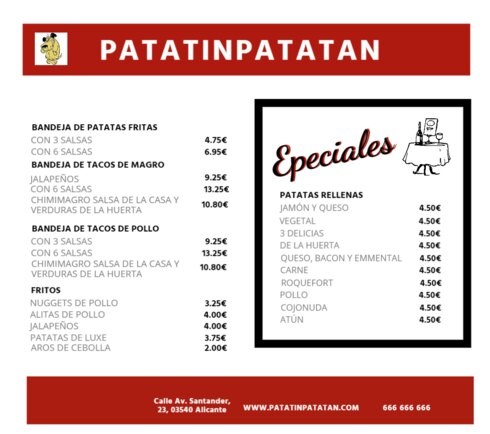 PATATINPATATAN
BANDEJA DE PATATAS FRITAS
CON 3 SALSAS 4.75€
CON 6 SALSAS 6.95€
BANDEJA DE TACOS DE MAGRO
JALAPEÑOS 9.25€
CON 6 SALSAS 13.25€
CHIMIMAGRO SALSA DE LA CASA Y
VERDURAS DE LA HUERTA 10.80€
BANDEJA DE TACOS DE POLLO
CON 3 SALSAS 9.25€
CON 6 SALSAS 13.25€
CHIMIMAGRO SALSA DE LA CASA Y
VERDURAS DE LA HUERTA 10.80€
FRITOS
NUGGETS DE POLLO 3.25€
ALITAS DE POLLO 4.00€
JALAPEÑOS 4.00€
PATATAS DE LUXE 3.75€
AROS DE CEBOLLA 2.00€
Epeciales
PATATAS RELLENAS
JAMÓN Y QUESO 4.50€
VEGETAL 4.50€
3 DELICIAS 4.50€
DE LA HUERTA 4.50€
QUESO, BACON Y EMMENTAL 4.50€
CARNE 4.50€
ROQUEFORT 4.50€
POLLO 4.50€
COJONUDA 4.50€
ATÚN 4.50€
Calle Av. Santander,
23, 03540 Alicante
WWW.PATATINPATATAN.COM
666 666 666